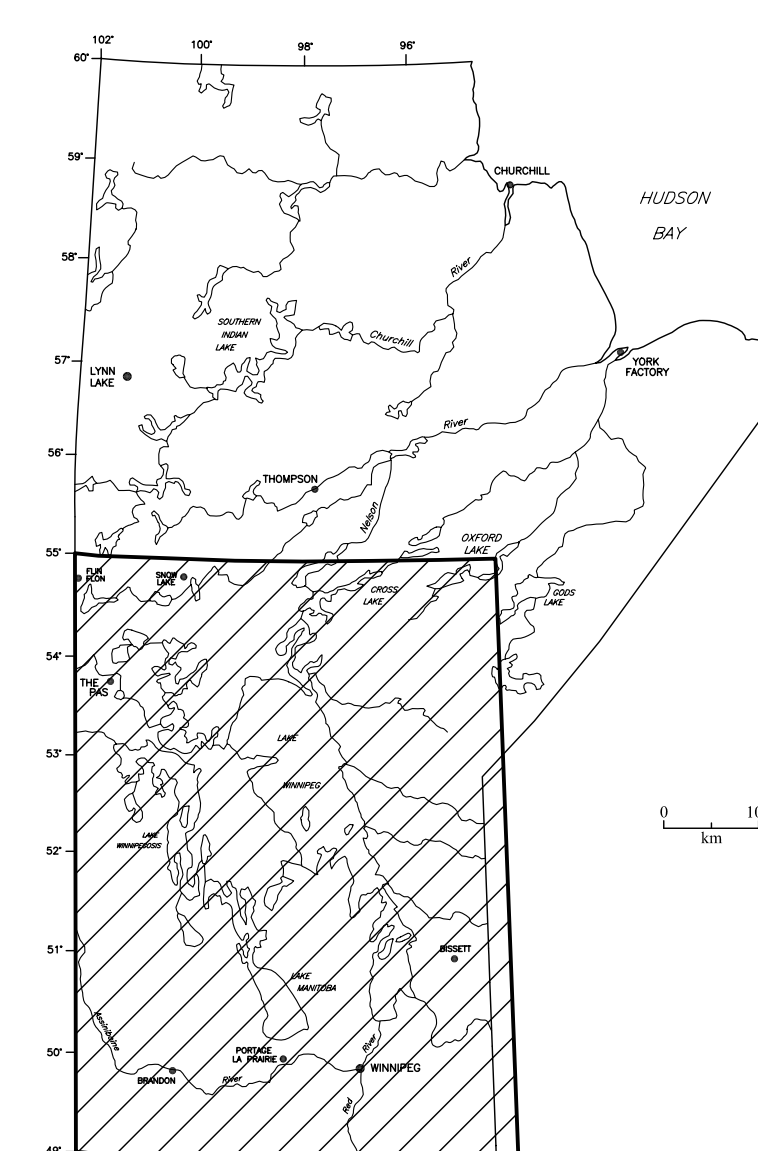 102° 100° 98° 96°
60°
59°
CHURCHILL
HUDSON
BAY
58°
River
SOUTHERN
INDIAN
LAKE
Churchill
57°
LYNN
LAKE
YORK
FACTORY
56°
River
THOMPSON
Nelson
55°
OXFORD
LAKE
FLIN
FLON
SNOW
LAKE
CROSS
LAKE
GODS
LAKE
54°
THE
PAS
53°
LAKE
WINNIPEG
0 10
km
52°
LAKE
WINNIPEGOSIS
51°
BISSETT
LAKE
MANITOBA
Assiniboine
50°
PORTAGE
LA PRAIRIE
River
WINNIPEG
BRANDON
River
Red
49°